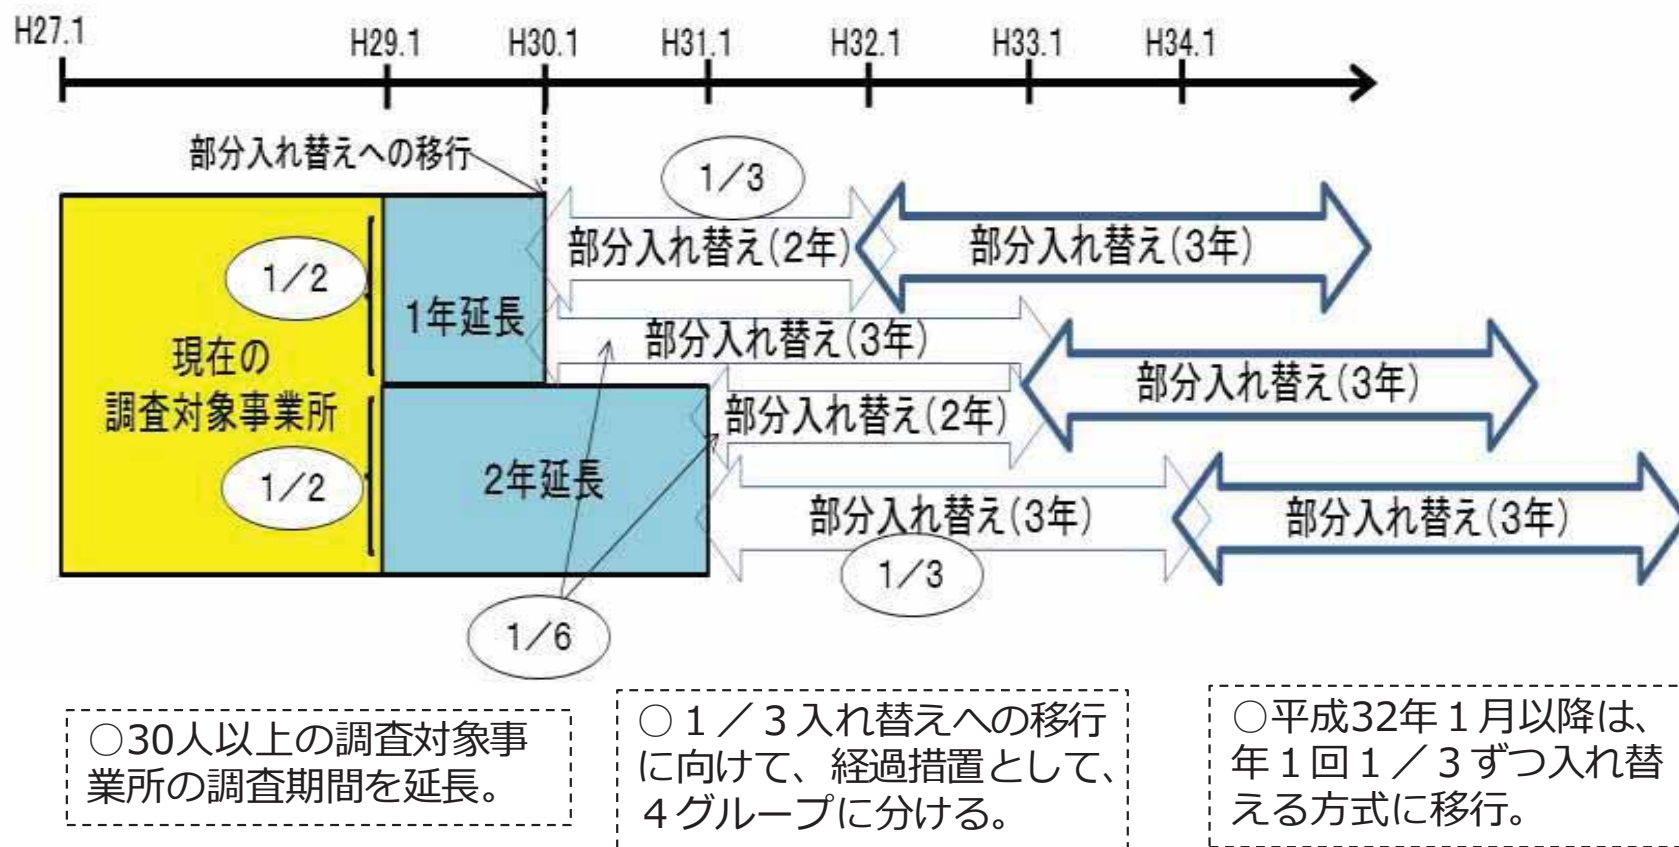 H27.1
H29.1
H30.1
H31.1
H32.1
H33.1
H34.1
部分入れ替えへの移行
1／3
部分入れ替え(2年)
部分入れ替え(3年)
1／2
1年延長
部分入れ替え(3年)
現在の
調査対象事業所
部分入れ替え(3年)
部分入れ替え(2年)
1／2
2年延長
部分入れ替え(3年)
部分入れ替え(3年)
1／3
1／6
○30人以上の調査対象事
業所の調査期間を延長。
○１／３入れ替えへの移行
に向けて、経過措置として、
４グループに分ける。
○平成32年１月以降は、
年１回１／３ずつ入れ替
える方式に移行。